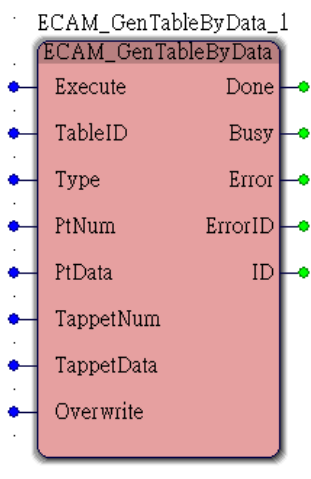 ECAM_GenTableByData_1
ECAM_GenTableByData
Execute Done
TableID Busy
Type Error
PtNum ErrorID
PtData ID
TappetNum
TappetData
Overwrite